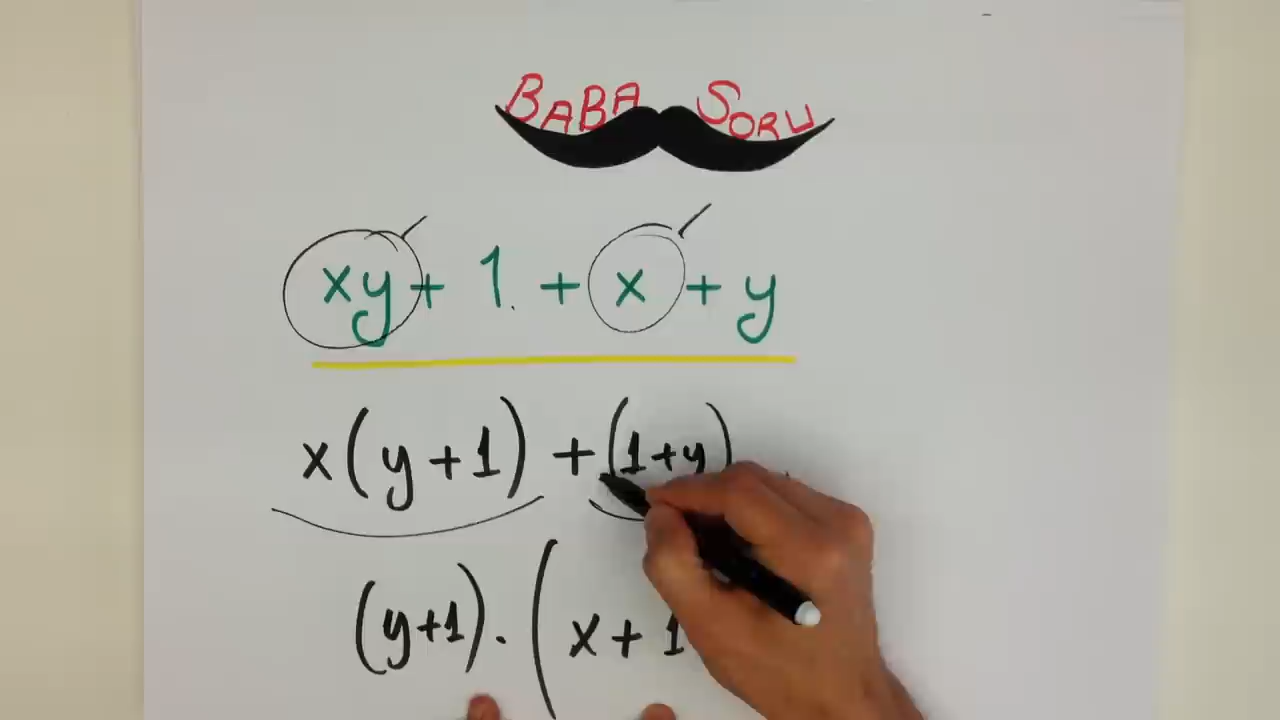 BABA SORU
xy + 1 + x + y
x(y+1) + (1+y)
(y+1).(x+1